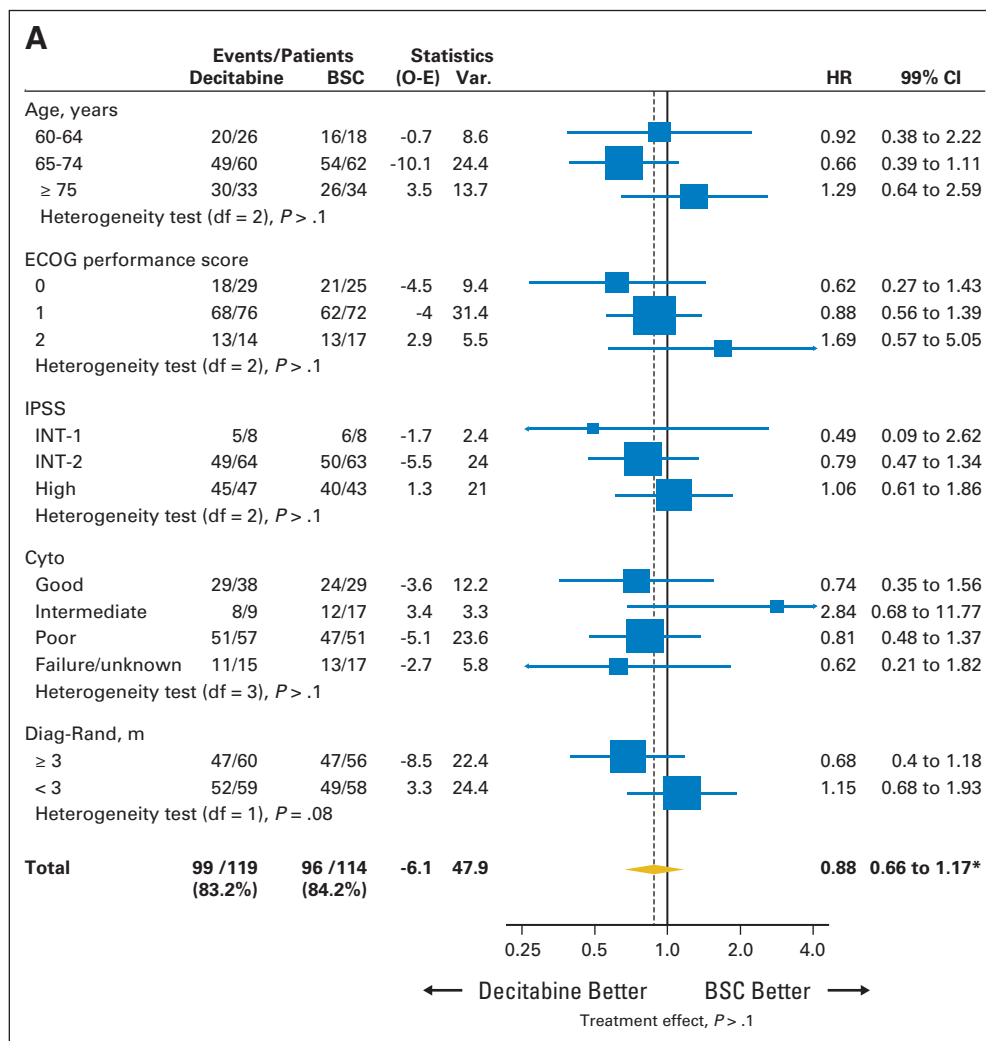 A
Events/Patients Statistics
Decitabine BSC (O-E) Var. HR 99% CI
Age, years
60-64 20/26 16/18 -0.7 8.6 0.92 0.38 to 2.22
65-74 49/60 54/62 -10.1 24.4 0.66 0.39 to 1.11
≥ 75 30/33 26/34 3.5 13.7 1.29 0.64 to 2.59
Heterogeneity test (df = 2), P > .1
ECOG performance score
0 18/29 21/25 -4.5 9.4 0.62 0.27 to 1.43
1 68/76 62/72 -4 31.4 0.88 0.56 to 1.39
2 13/14 13/17 2.9 5.5 1.69 0.57 to 5.05
Heterogeneity test (df = 2), P > .1
IPSS
INT-1 5/8 6/8 -1.7 2.4 0.49 0.09 to 2.62
INT-2 49/64 50/63 -5.5 24 0.79 0.47 to 1.34
High 45/47 40/43 1.3 21 1.06 0.61 to 1.86
Heterogeneity test (df = 2), P > .1
Cyto
Good 29/38 24/29 -3.6 12.2 0.74 0.35 to 1.56
Intermediate 8/9 12/17 3.4 3.3 2.84 0.68 to 11.77
Poor 51/57 47/51 -5.1 23.6 0.81 0.48 to 1.37
Failure/unknown 11/15 13/17 -2.7 5.8 0.62 0.21 to 1.82
Heterogeneity test (df = 3), P > .1
Diag-Rand, m
≥ 3 47/60 47/56 -8.5 22.4 0.68 0.4 to 1.18
< 3 52/59 49/58 3.3 24.4 1.15 0.68 to 1.93
Heterogeneity test (df = 1), P = .08
Total 99 /119 96 /114 -6.1 47.9 0.88 0.66 to 1.17*
(83.2%) (84.2%)
0.25 0.5 1.0 2.0 4.0
Decitabine Better BSC Better
Treatment effect, P > .1